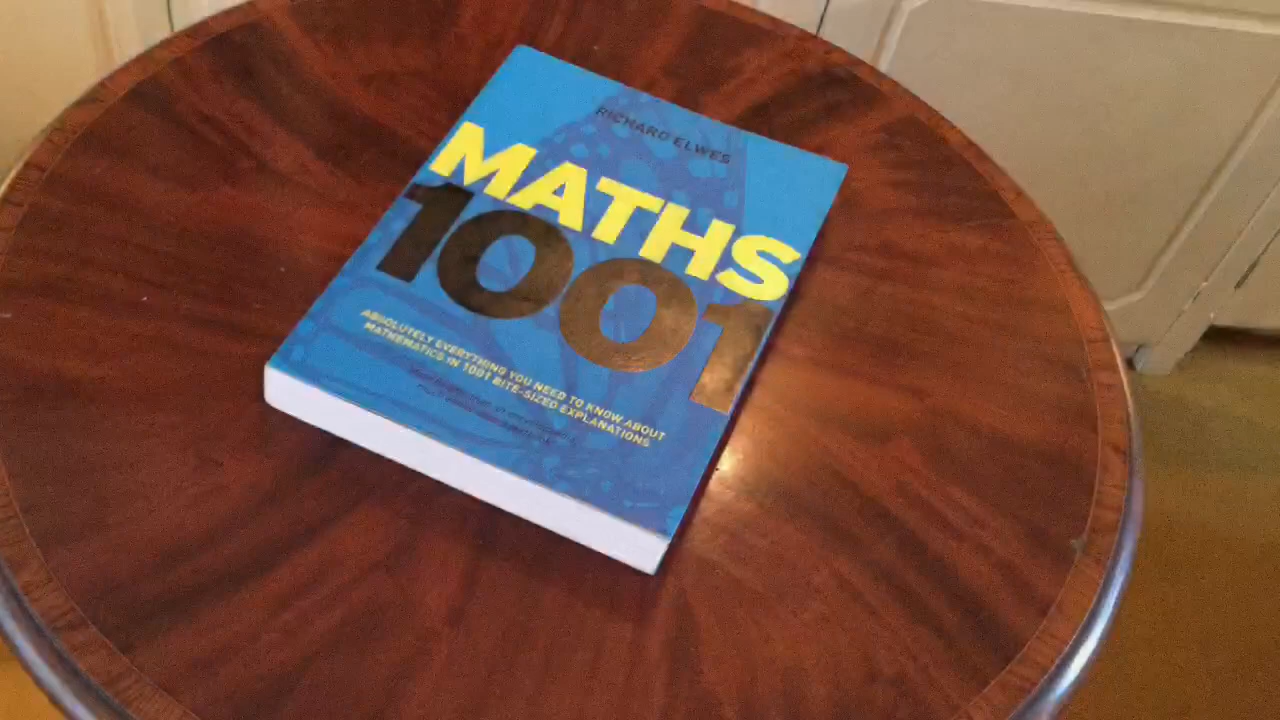 RICHARD ELWES
MATHS
1001
ABSOLUTELY EVERYTHING YOU NEED TO KNOW ABOUT
MATHEMATICS IN 1001 BITE-SIZED EXPLANATIONS